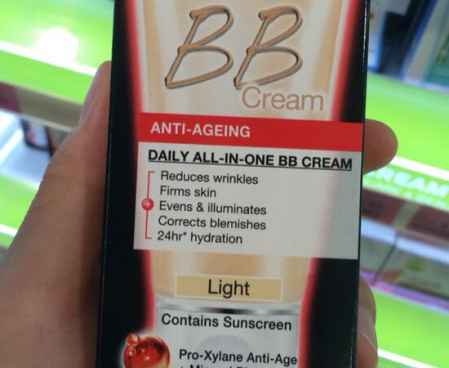 BB
Cream
ANTI-AGEING
DAILY ALL-IN-ONE BB CREAM
Reduces wrinkles
Firms skin
Evens & illuminates
Corrects blemishes
24hr* hydration
Light
Contains Sunscreen
Pro-Xylane Anti-Age